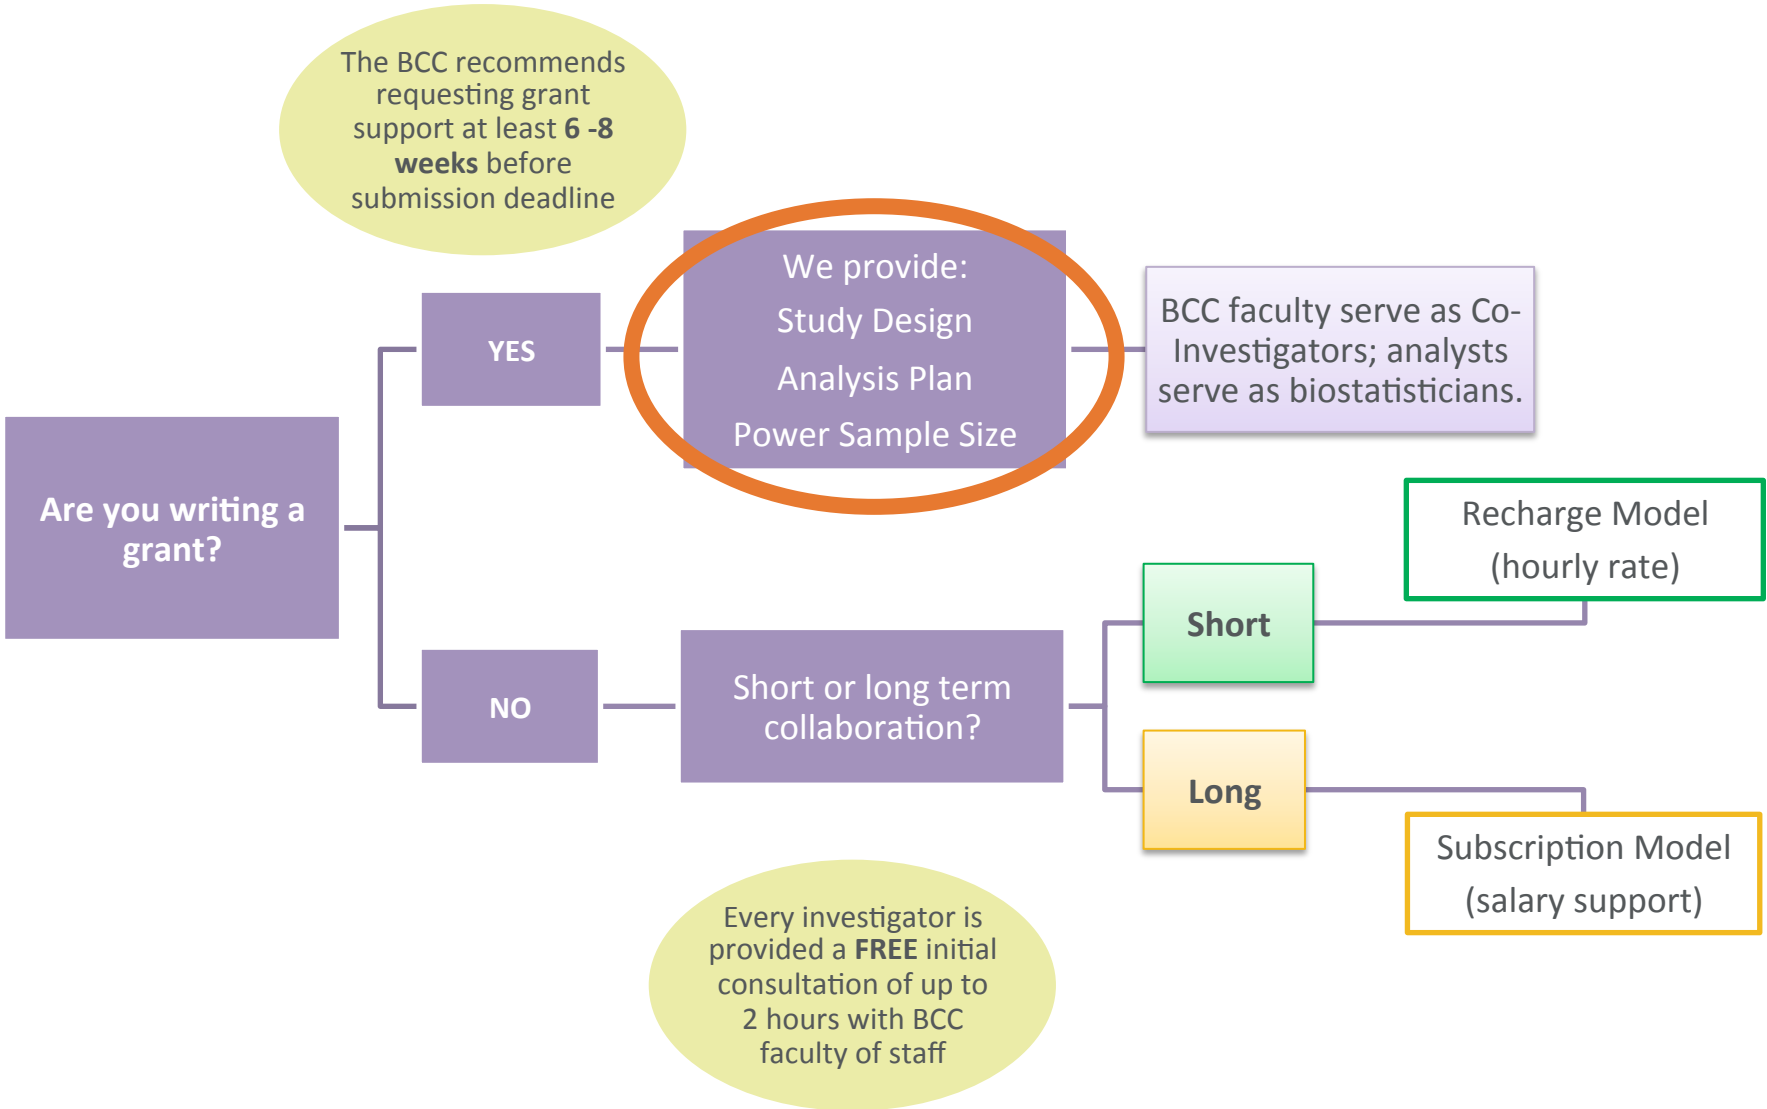 The BCC recommends
requesting grant
support at least 6 -8
weeks before
submission deadline
We provide:
Study Design
Analysis Plan
Power Sample Size
BCC faculty serve as Co-
Investigators; analysts
serve as biostatisticians.
YES
Are you writing a
grant?
NO
Short or long term
collaboration?
Short
Recharge Model
(hourly rate)
Long
Subscription Model
(salary support)
Every investigator is
provided a FREE initial
consultation of up to
2 hours with BCC
faculty of staff